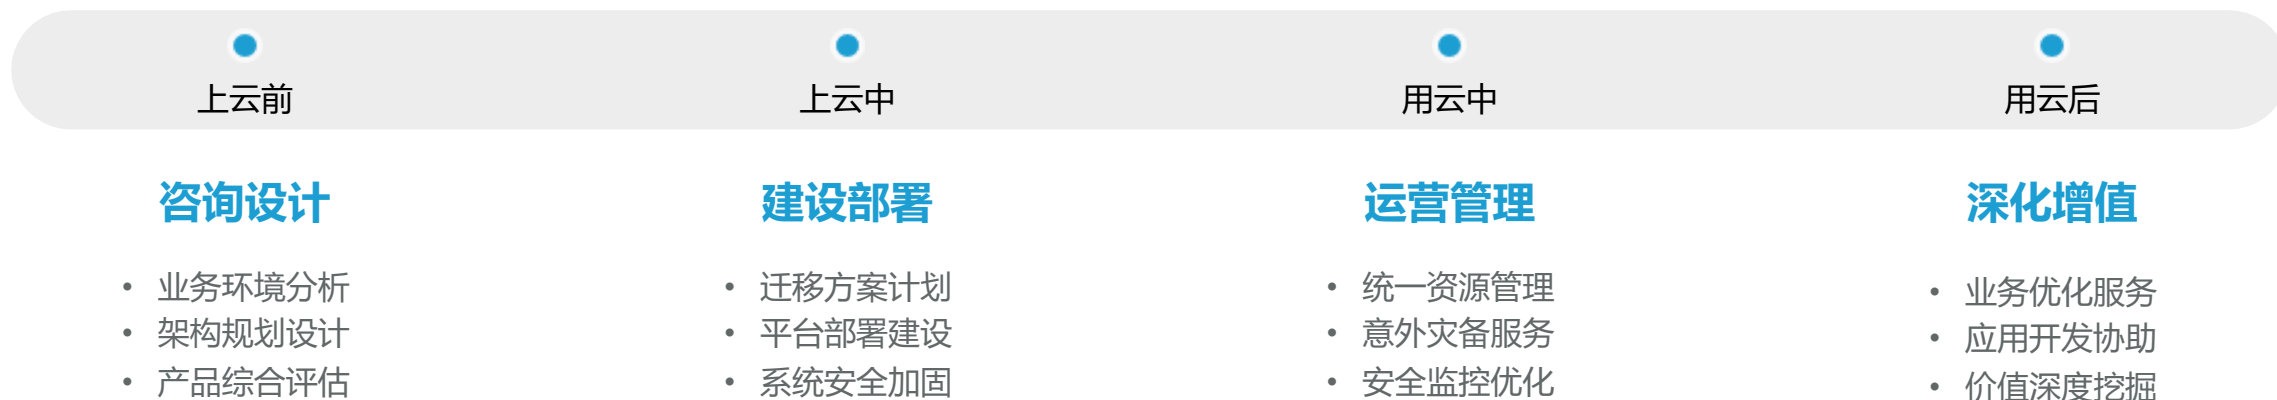 上云前
上云中
用云中
用云后
咨询设计
建设部署
运营管理
深化增值
• 业务环境分析
• 架构规划设计
• 产品综合评估
• 迁移方案计划
• 平台部署建设
• 系统安全加固
• 统一资源管理
• 意外灾备服务
• 安全监控优化
• 业务优化服务
• 应用开发协助
• 价值深度挖掘